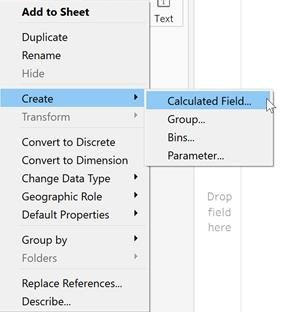 Add to Sheet
Text
Duplicate
Rename
Hide
Create
Calculated Field...
Transform
Group...
Bins...
Convert to Discrete
Convert to Dimension
Parameter...
Change Data Type
Geographic Role
Default Properties
Drop
field
here
Group by
Folders
Replace References...
Describe...